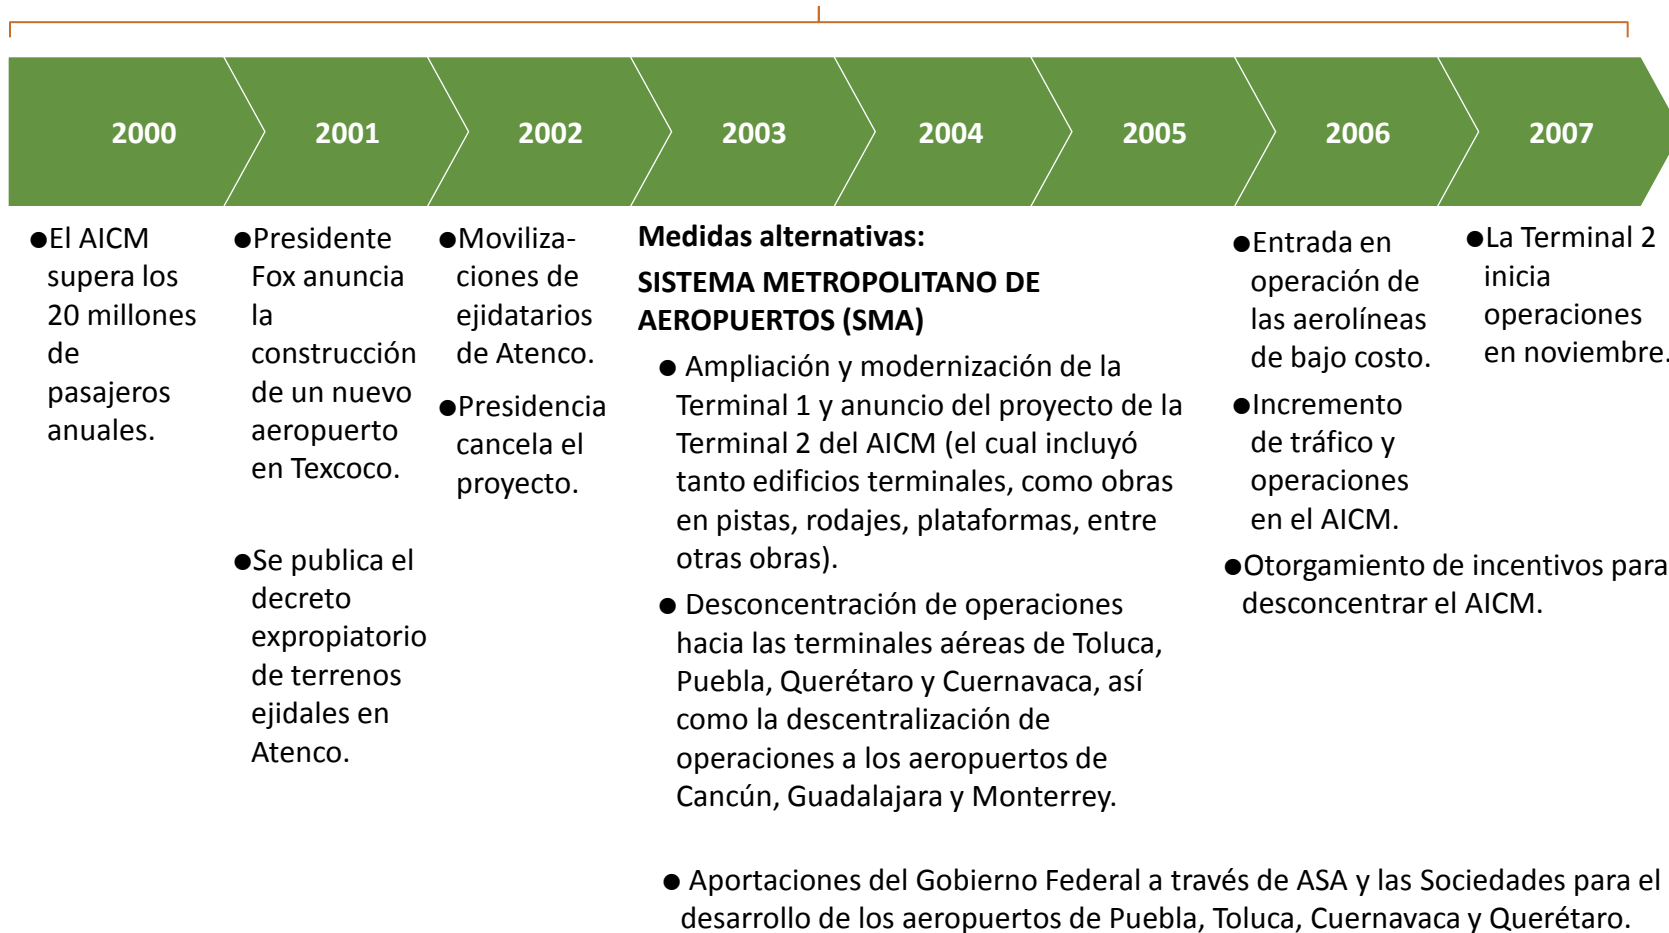 2000
2001
2002
2003
2004
2005
2006
2007
●El AICM
supera los
20 millones
de
pasajeros
anuales.
●Presidente
Fox anuncia
la
construcción
de un nuevo
aeropuerto
en Texcoco.
●Se publica el
decreto
expropiatorio
de terrenos
ejidales en
Atenco.
●Moviliza-
ciones de
ejidatarios
de Atenco.
●Presidencia
cancela el
proyecto.
Medidas alternativas:
SISTEMA METROPOLITANO DE
AEROPUERTOS (SMA)
● Ampliación y modernización de la
Terminal 1 y anuncio del proyecto de la
Terminal 2 del AICM (el cual incluyó
tanto edificios terminales, como obras
en pistas, rodajes, plataformas, entre
otras obras).
● Desconcentración de operaciones
hacia las terminales aéreas de Toluca,
Puebla, Querétaro y Cuernavaca, así
como la descentralización de
operaciones a los aeropuertos de
Cancún, Guadalajara y Monterrey.
● Aportaciones del Gobierno Federal a través de ASA y las Sociedades para el
desarrollo de los aeropuertos de Puebla, Toluca, Cuernavaca y Querétaro.
●Entrada en
operación de
las aerolíneas
de bajo costo.
●Incremento
de tráfico y
operaciones
en el AICM.
●Otorgamiento de incentivos para
desconcentrar el AICM.
●La Terminal 2
inicia
operaciones
en noviembre.